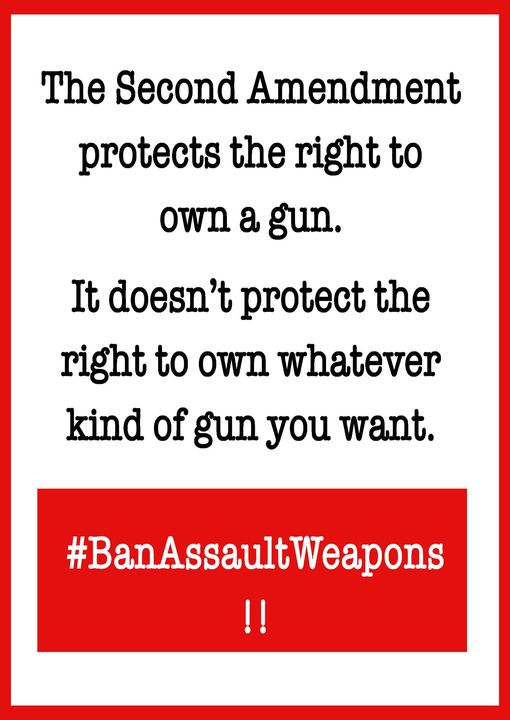 The Second Amendment
protects the right to
own a gun.
It doesn’t protect the
right to own whatever
kind of gun you want.
#BanAssaultWeapons
!!